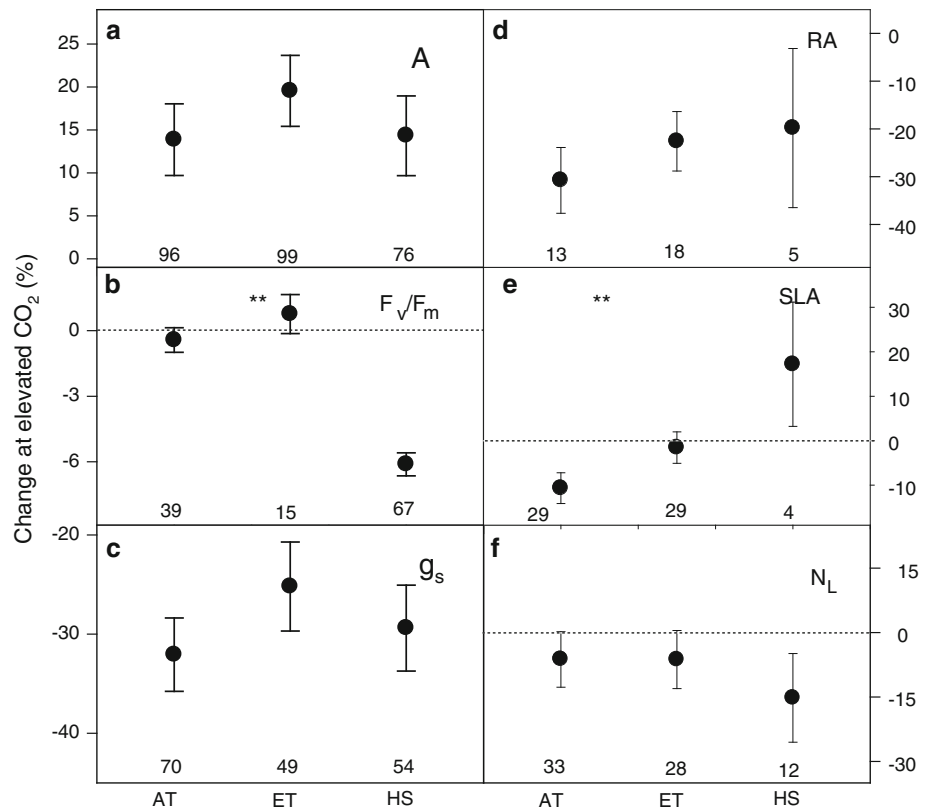 Change at elevated CO2 (%)
a
A
25
20
15
10
5
0
96
99
76
b
**
Fv/Fm
0
-3
-6
39
15
67
c
gs
-20
-30
-40
70
49
54
AT
ET
HS
d
RA
0
-10
-20
-30
-40
13
18
5
e
**
SLA
30
20
10
0
-10
29
29
4
f
NL
15
0
-15
-30
33
28
12
AT
ET
HS